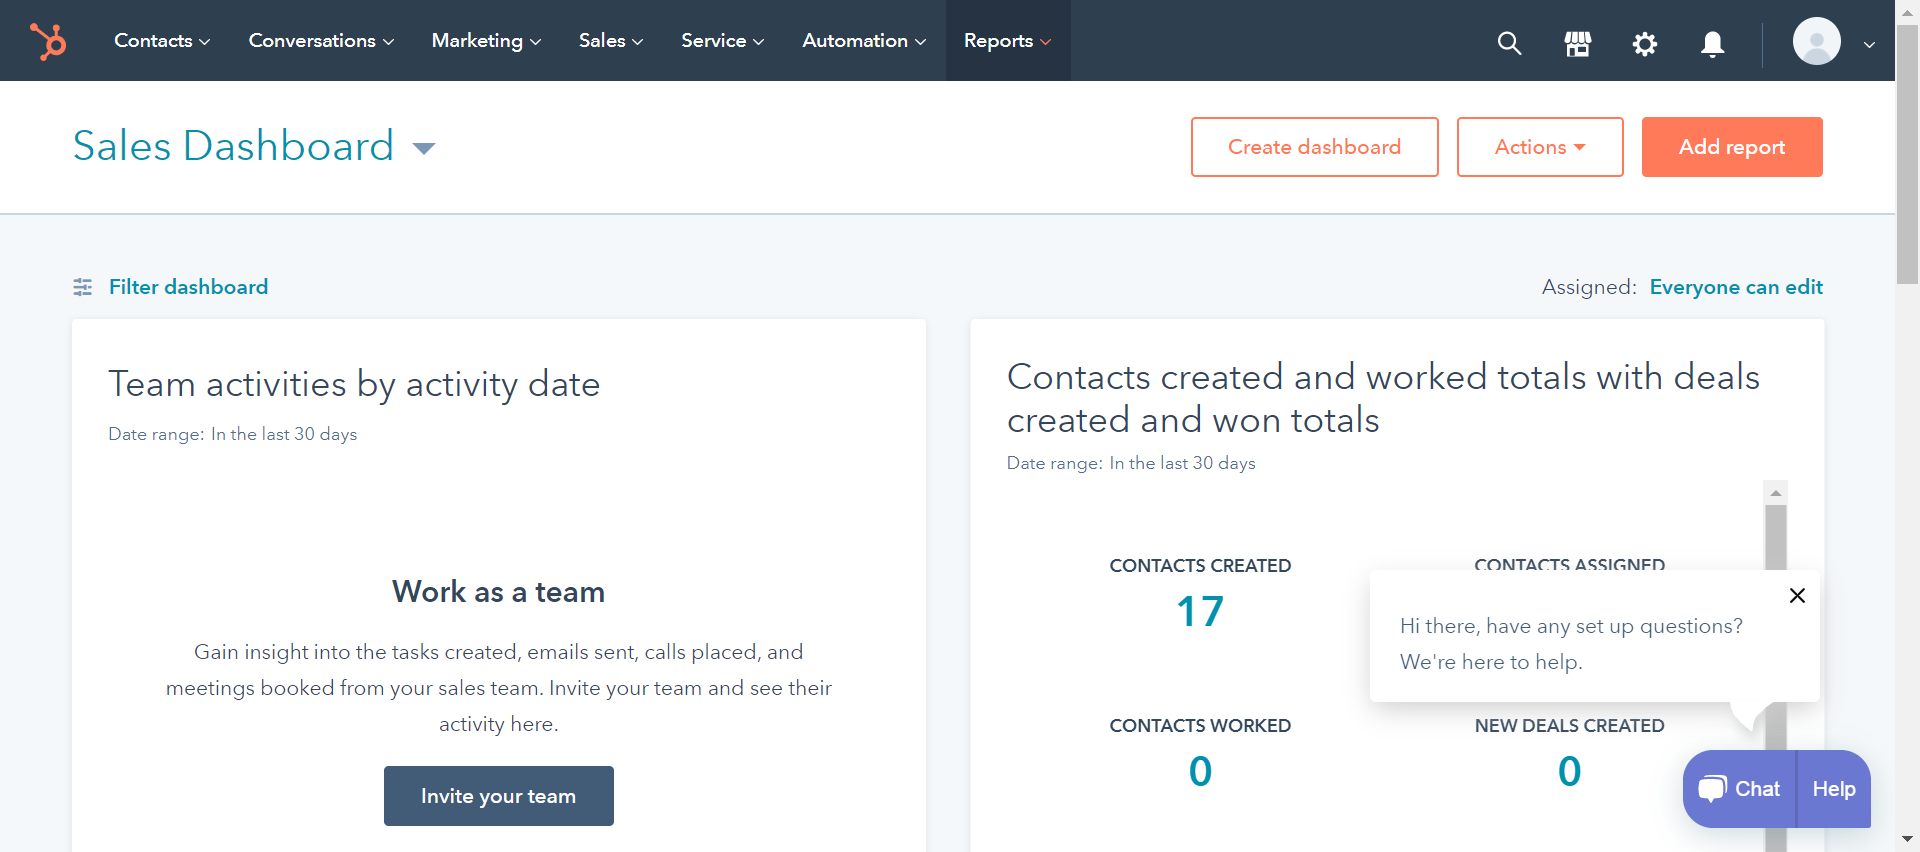 Contacts Conversations Marketing Sales Service Automation Reports
Sales Dashboard
Create dashboard
Actions
Add report
Filter dashboard
Assigned: Everyone can edit
Team activities by activity date
Date range: In the last 30 days
Work as a team
Gain insight into the tasks created, emails sent, calls placed, and
meetings booked from your sales team. Invite your team and see their
activity here.
Invite your team
Contacts created and worked totals with deals
created and won totals
Date range: In the last 30 days
CONTACTS CREATED
17
CONTACTS ASSIGNED
Hi there, have any set up questions?
We're here to help.
CONTACTS WORKED
0
NEW DEALS CREATED
0
Chat
Help